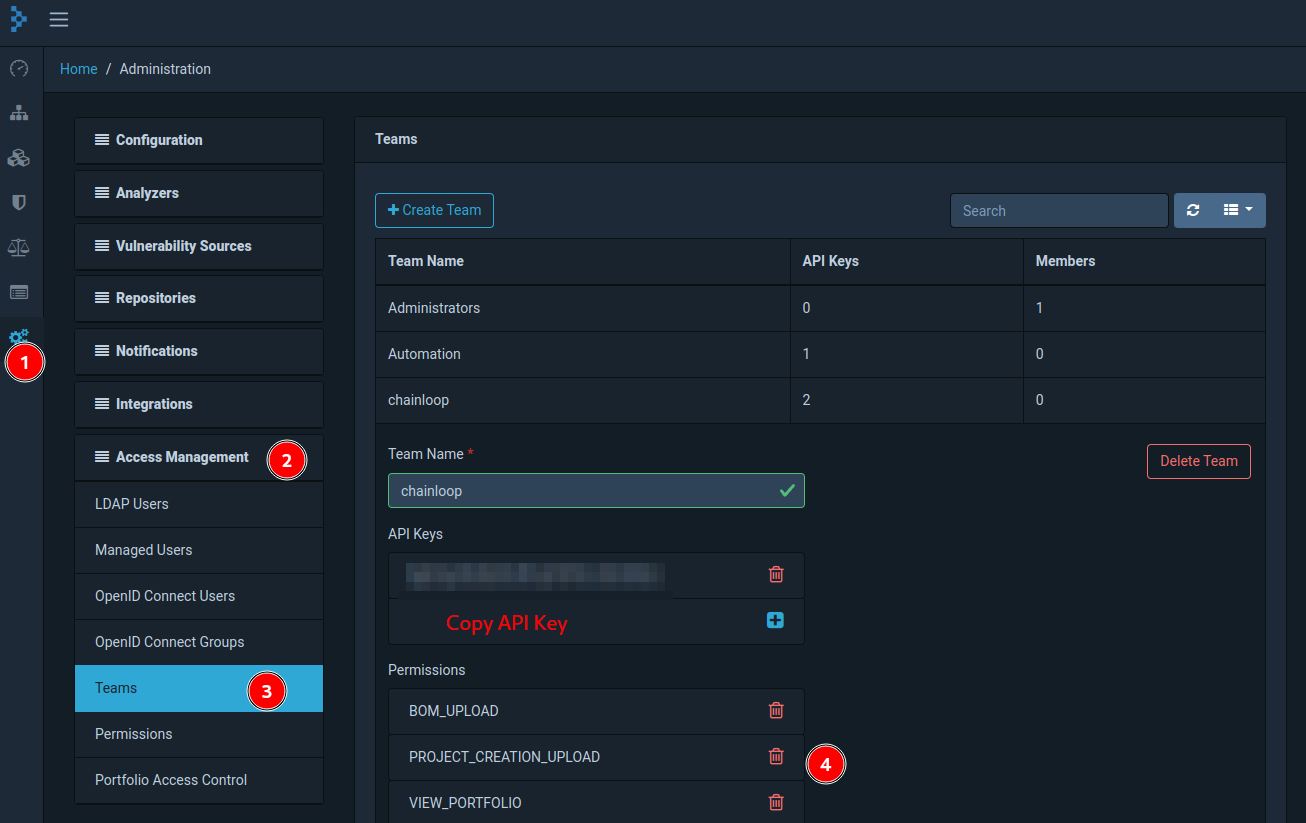 Home / Administration
Configuration
Analyzers
Vulnerability Sources
Repositories
Notifications
1
Integrations
Access Management 2
LDAP Users
Managed Users
OpenID Connect Users
OpenID Connect Groups
Teams 3
Permissions
Portfolio Access Control
Teams
Create Team Search
Team Name API Keys Members
Administrators 0 1
Automation 1 0
chainloop 2 0
Team Name * Delete Team
chainloop
API Keys
Copy API Key
Permissions
BOM_UPLOAD
PROJECT_CREATION_UPLOAD 4
VIEW_PORTFOLIO